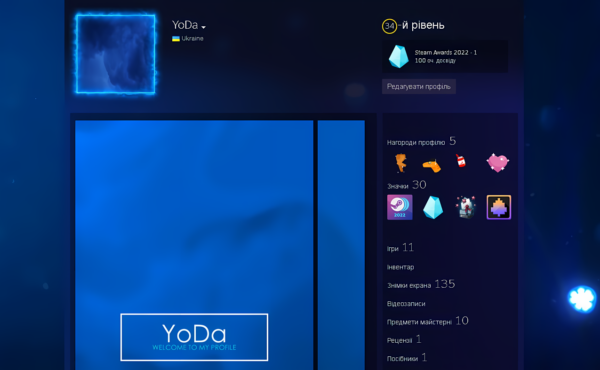 YoDa
Ukraine
34-й рівень
Steam Awards 2022 - 1
100 оч. досвіду
Редагувати профіль
Нагороди профілю 5
Значки 30
2022
Ігри 11
Інвентар
Знімки екрана 135
Відеозаписи
Предмети майстерні 10
Рецензії 1
Посібники 1
YoDa
WELCOME TO MY PROFILE